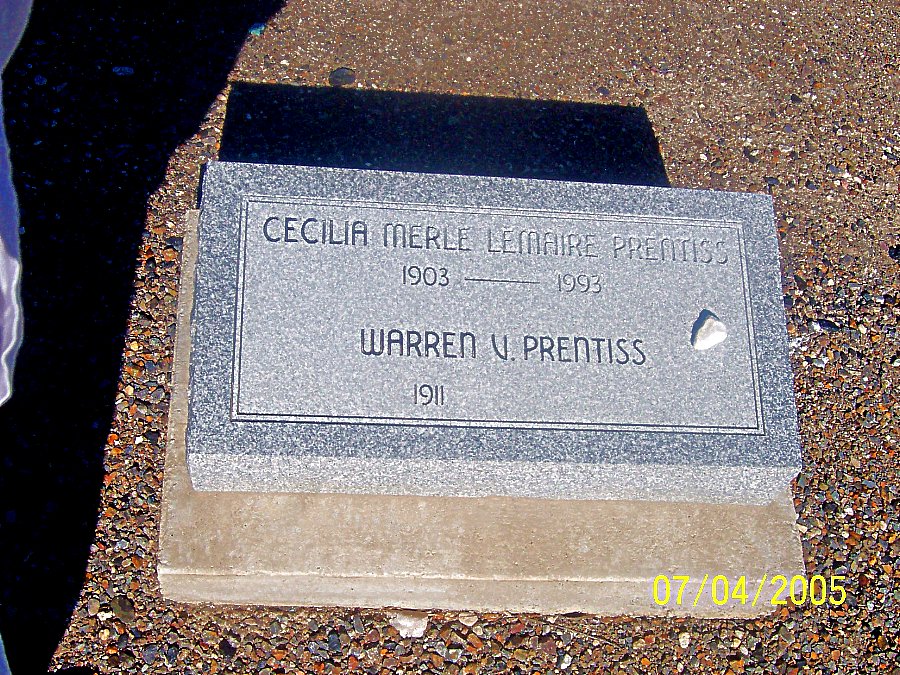 CECILIA MERLE LEMAIRE PRENTISS
1903 —— 1993
WARREN V. PRENTISS
1911
07/04/2005